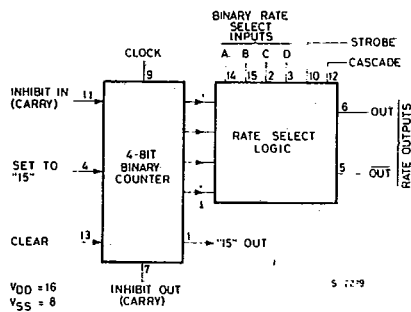 BINARY RATE
SELECT
INPUTS
A B C D
STROBE
CASCADE
CLOCK
9
14 15 2 3 10 12
INHIBIT IN
(CARRY)
11
6 OUT
RATE SELECT
LOGIC
4-BIT
BINARY
COUNTER
SET TO
"15"
4
5 OUT
RATE OUTPUTS
CLEAR
13
1
"15" OUT
7
VDD = 16
VSS = 8
INHIBIT OUT
(CARRY)